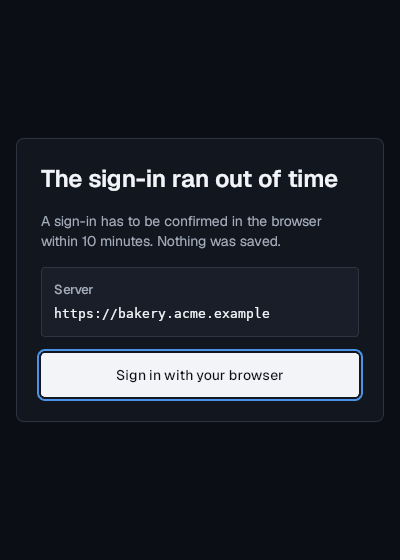 The sign-in ran out of time
A sign-in has to be confirmed in the browser
within 10 minutes. Nothing was saved.
Server
https://bakery.acme.example
Sign in with your browser